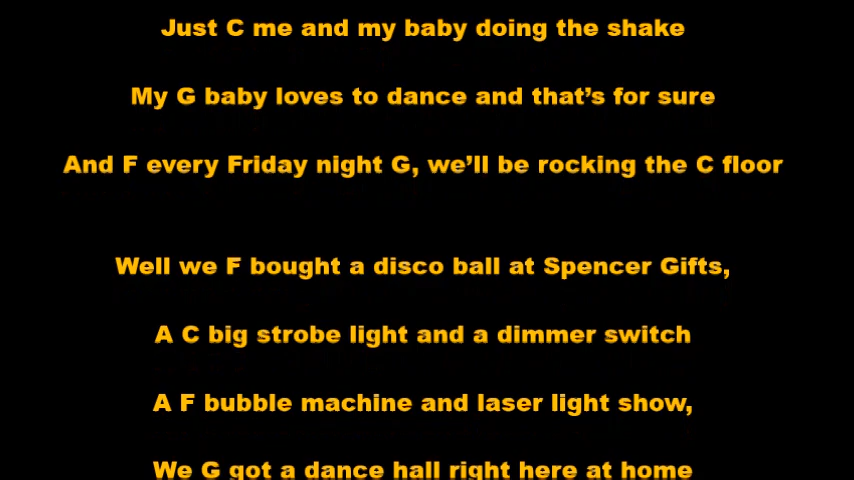 Just C me and my baby doing the shake
My G baby loves to dance and that’s for sure
And F every Friday night G, we’ll be rocking the C floor
Well we F bought a disco ball at Spencer Gifts,
A C big strobe light and a dimmer switch
A F bubble machine and laser light show,
We G got a dance hall right here at home